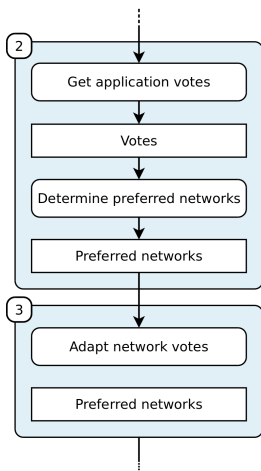 2
Get application votes
Votes
Determine preferred networks
Preferred networks
3
Adapt network votes
Preferred networks